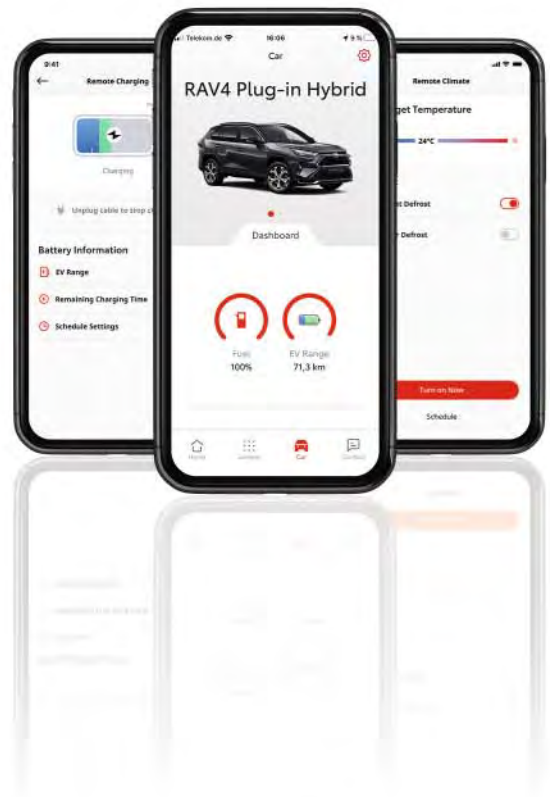 9:41
Remote Charging
Charging
Unplug cable to stop
Battery Information
EV Range
Remaining Charging Time
Schedule Settings
Telekom.de
16:06
9 %
Car
RAV4 Plug-in Hybrid
Dashboard
Fuel
100%
EV Range
71,3 km
Home
Car
Remote Climate
get Temperature
24°C
t Defrost
r Defrost
Turn on Now
Schedule